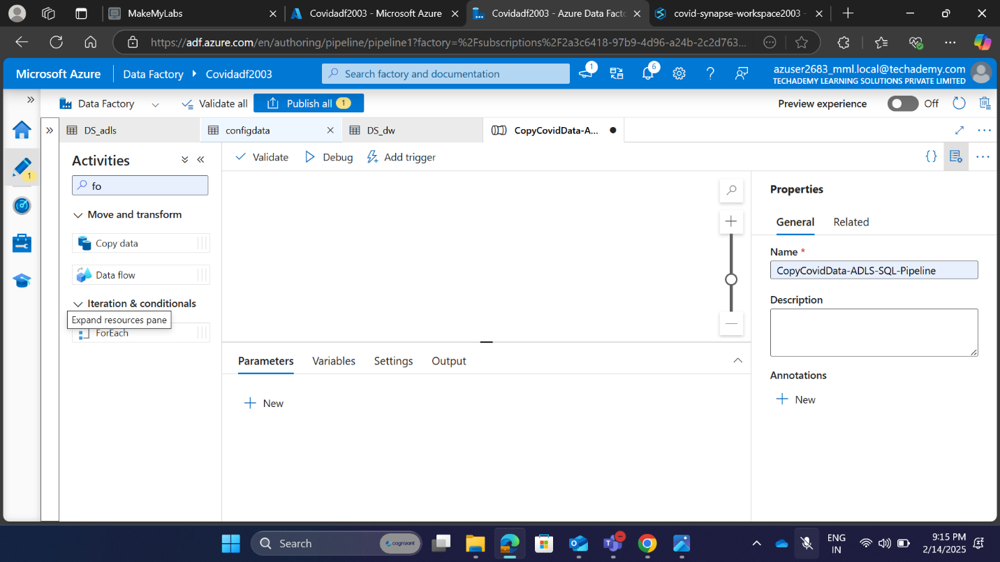 MakeMyLabs
Covidadf2003 - Microsoft Azure
Covidadf2003 - Azure Data Facto
covid-synapse-workspace2003 -
https://adf.azure.com/en/authoring/pipeline/pipeline1?factory=%2Fsubscriptions%2F2a3c6418-97b9-4d96-a24b-2c2d763...
Microsoft Azure
Data Factory
Covidadf2003
Search factory and documentation
1
6
azuser2683_mml.local@techademy.com
TECHADEMY LEARNING SOLUTIONS PRIVATE LIMITED
Data Factory
Validate all
Publish all 1
Preview experience
Off
DS_adls
configdata
DS_dw
CopyCovidData-A...
1
Activities
Validate
Debug
Add trigger
fo
Move and transform
Copy data
Data flow
Iteration & conditionals
Expand resources pane
ForEach
Parameters
Variables
Settings
Output
New
Properties
General
Related
Name *
CopyCovidData-ADLS-SQL-Pipeline
Description
Annotations
New
Search
cognizant
ENG
IN
9:15 PM
2/14/2025